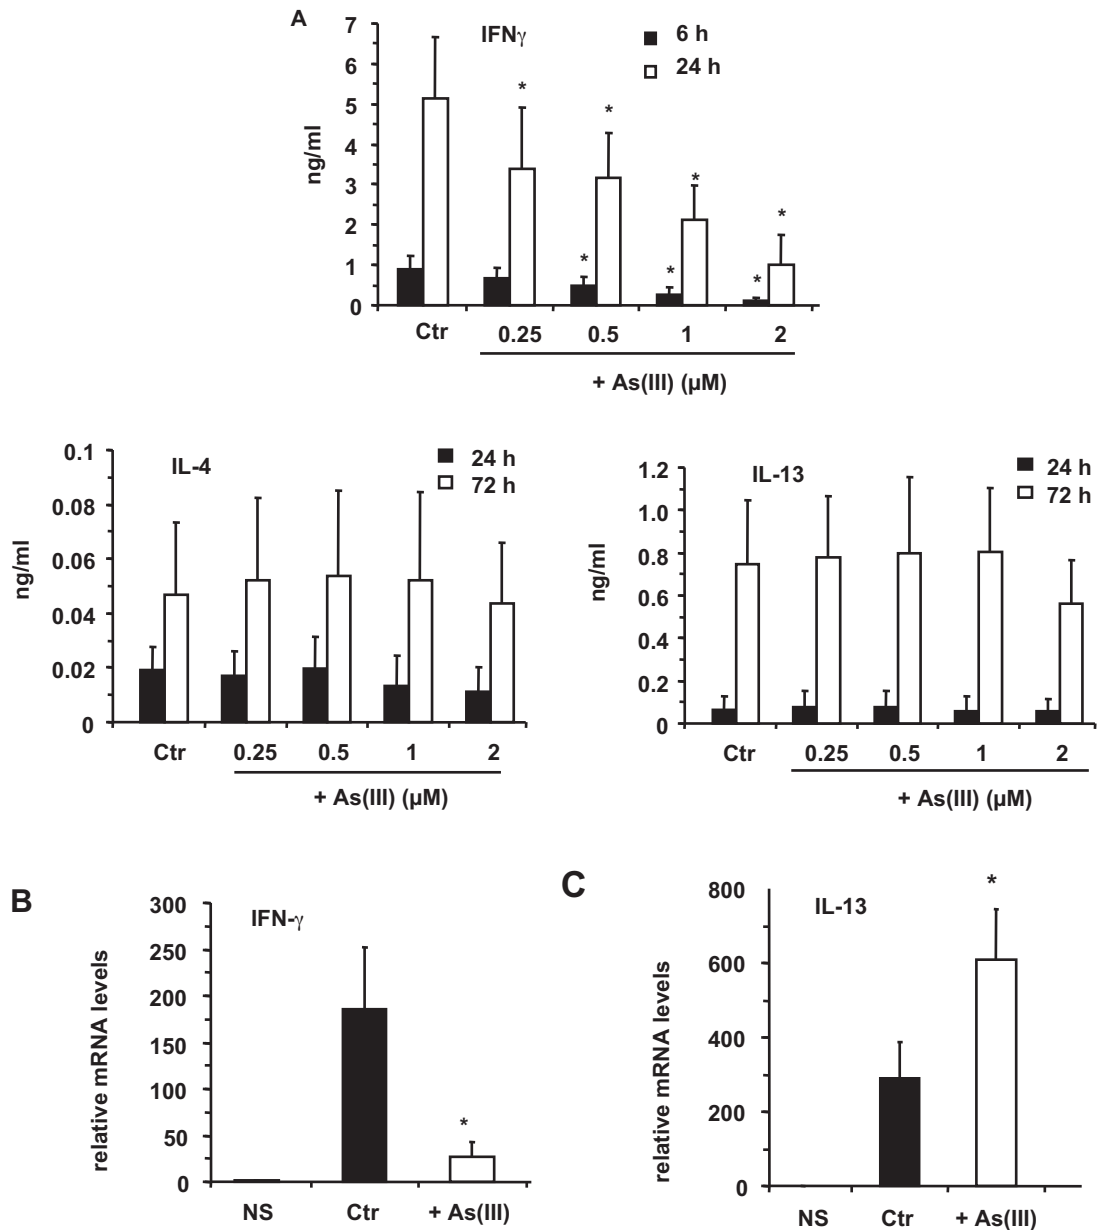 A
IFNγ
6 h
24 h
ng/ml
7
6
5
4
3
2
1
0
*
*
*
*
*
*
*
Ctr
0.25
0.5
1
2
+ As(III) (µM)
IL-4
24 h
72 h
ng/ml
0.1
0.08
0.06
0.04
0.02
0
Ctr
0.25
0.5
1
2
+ As(III) (µM)
IL-13
24 h
72 h
ng/ml
1.2
1.0
0.8
0.6
0.4
0.2
0
Ctr
0.25
0.5
1
2
+ As(III) (µM)
B
IFN-γ
relative mRNA levels
300
250
200
150
100
50
0
*
NS
Ctr
+ As(III)
C
IL-13
relative mRNA levels
800
600
400
200
0
*
NS
Ctr
+ As(III)